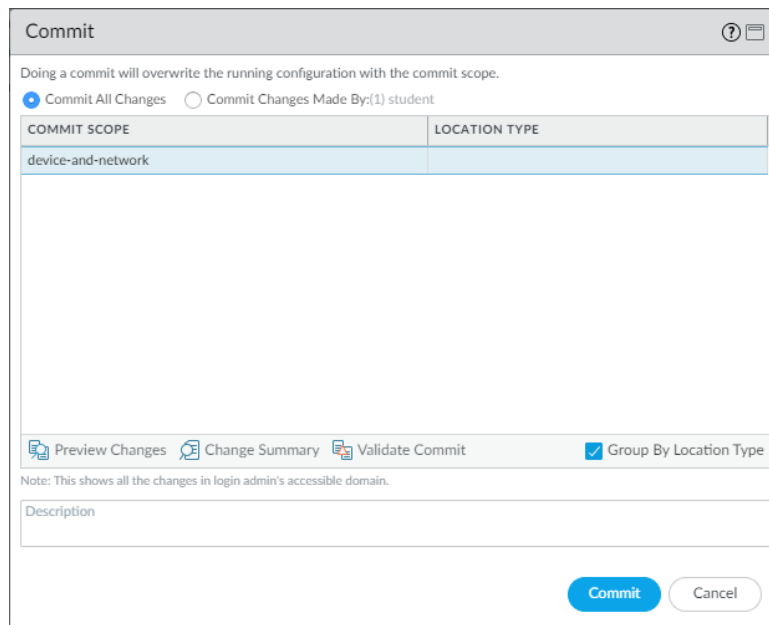 Commit
Doing a commit will overwrite the running configuration with the commit scope.
Commit All Changes Commit Changes Made By:(1) student
COMMIT SCOPE LOCATION TYPE
device-and-network
Preview Changes Change Summary Validate Commit Group By Location Type
Note: This shows all the changes in login admin's accessible domain.
Description
Commit Cancel